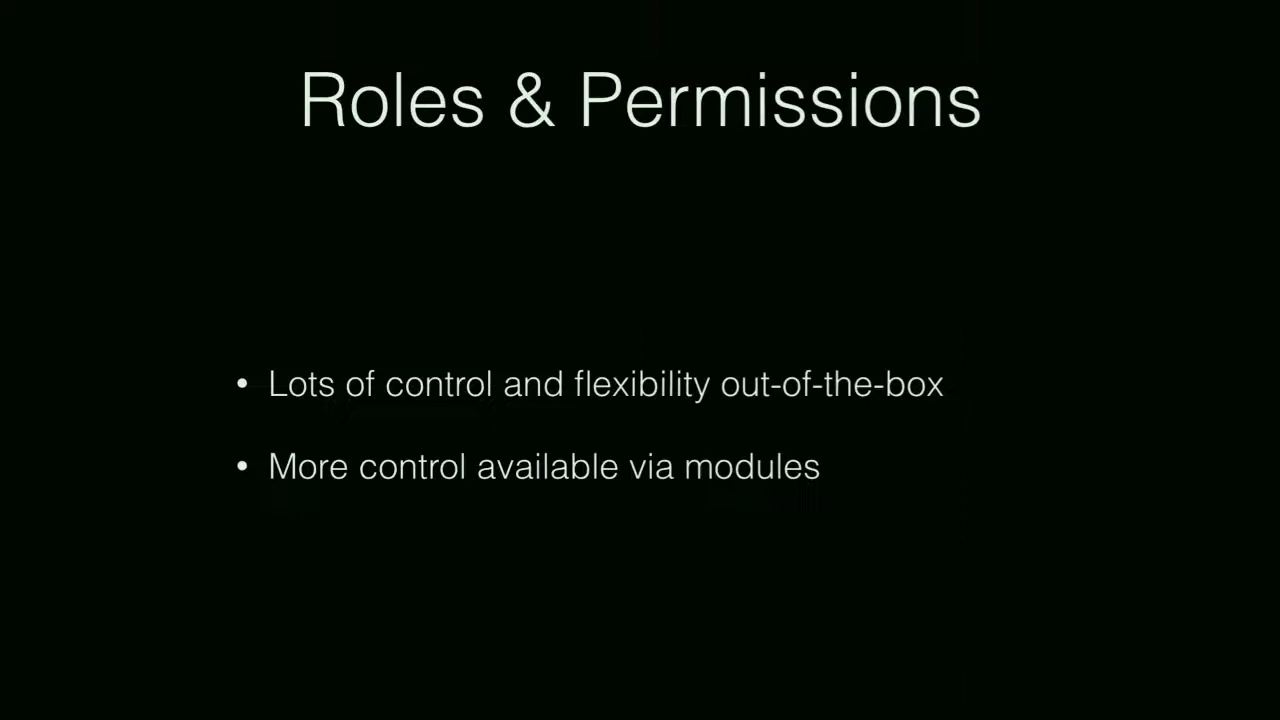 Roles & Permissions
• Lots of control and flexibility out-of-the-box
• More control available via modules